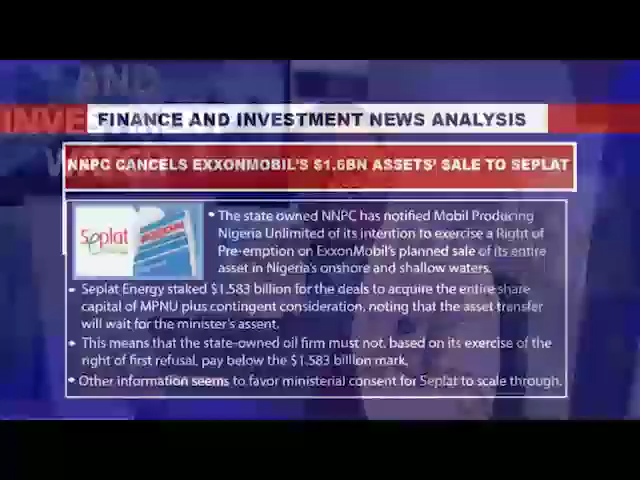 AND
INVE
FINANCE AND INVESTMENT NEWS ANALYSIS
NNPC CANCELS EXXONMOBIL'S $1.6BN ASSETS' SALE TO SEPLAT
Seplat
• The state owned NNPC has notified Mobil Producing
Nigeria Unlimited of its intention to exercise a Right of
Pre-emption on ExxonMobil's planned sale of its entire
asset in Nigeria's onshore and shallow waters.
• Seplat Energy staked $1.583 billion for the deals to acquire the entire share
capital of MPNU plus contingent consideration, noting that the asset transfer
will wait for the minister's assent.
• This means that the state-owned oil firm must not, based on its exercise of the
right of first refusal, pay below the $1.583 billion mark.
• Other information seems to favor ministerial consent for Seplat to scale through.